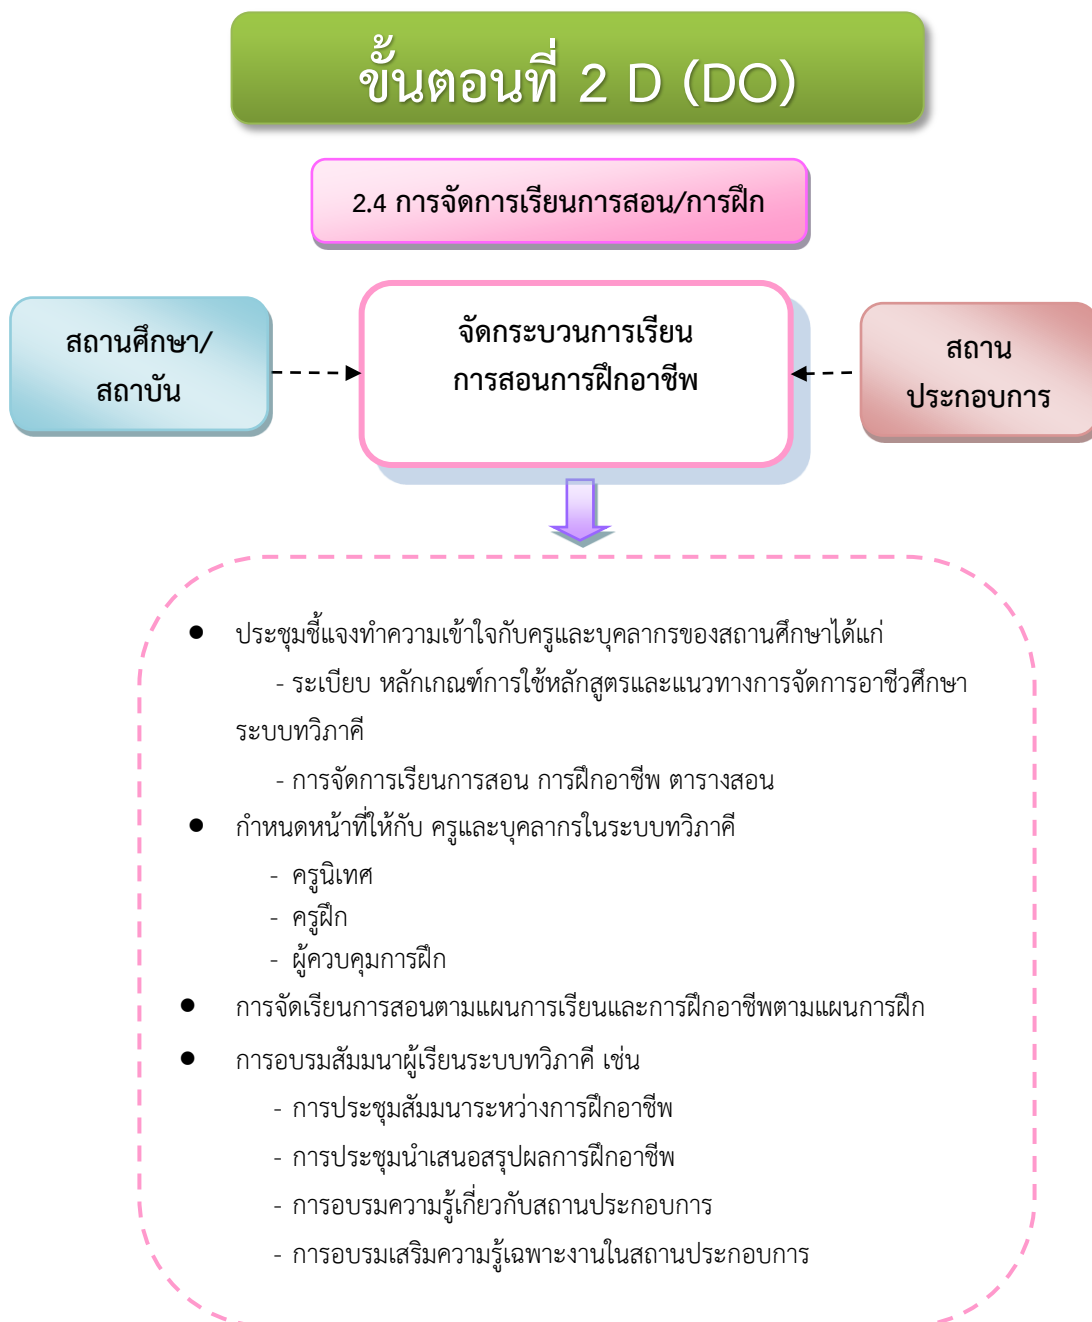 ขั้นตอนที่ 2 D (DO)
2.4 การจัดการเรียนการสอน/การฝึก
สถานศึกษา/
สถาบัน
จัดกระบวนการเรียน
การสอนการฝึกอาชีพ
สถาน
ประกอบการ
● ประชุมชี้แจงทำความเข้าใจกับครูและบุคลากรของสถานศึกษาได้แก่
- ระเบียบ หลักเกณฑ์การใช้หลักสูตรและแนวทางการจัดการอาชีวศึกษา
ระบบทวิภาคี
- การจัดการเรียนการสอน การฝึกอาชีพ ตารางสอน
● กำหนดหน้าที่ให้กับ ครูและบุคลากรในระบบทวิภาคี
- ครูนิเทศ
- ครูฝึก
- ผู้ควบคุมการฝึก
● การจัดเรียนการสอนตามแผนการเรียนและการฝึกอาชีพตามแผนการฝึก
● การอบรมสัมมนาผู้เรียนระบบทวิภาคี เช่น
- การประชุมสัมมนาระหว่างการฝึกอาชีพ
- การประชุมนำเสนอสรุปผลการฝึกอาชีพ
- การอบรมความรู้เกี่ยวกับสถานประกอบการ
- การอบรมเสริมความรู้เฉพาะงานในสถานประกอบการ